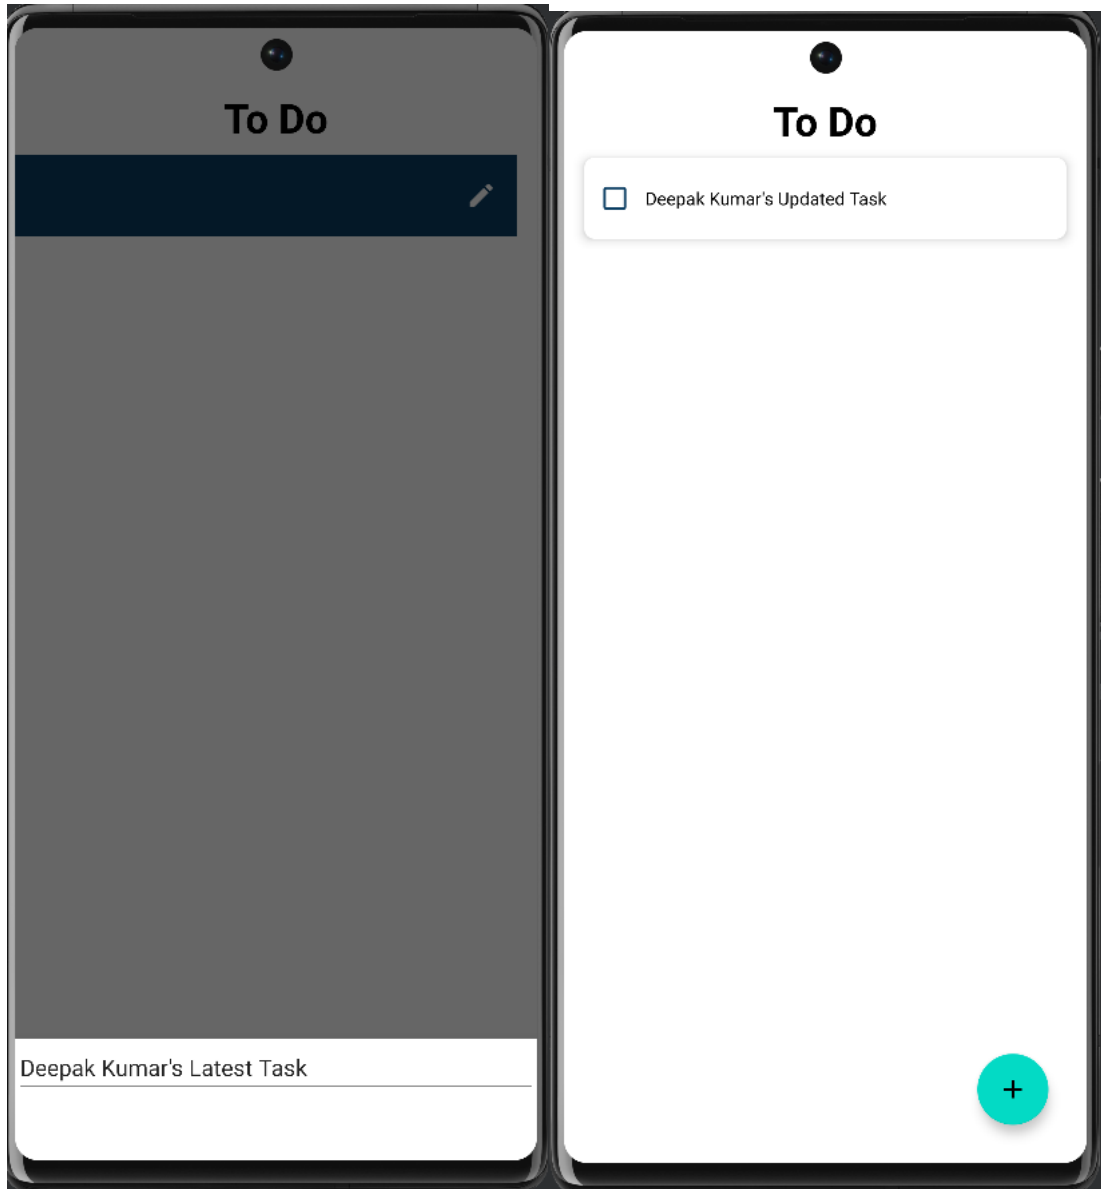 To Do
Deepak Kumar's Latest Task
To Do
Deepak Kumar's Updated Task
+